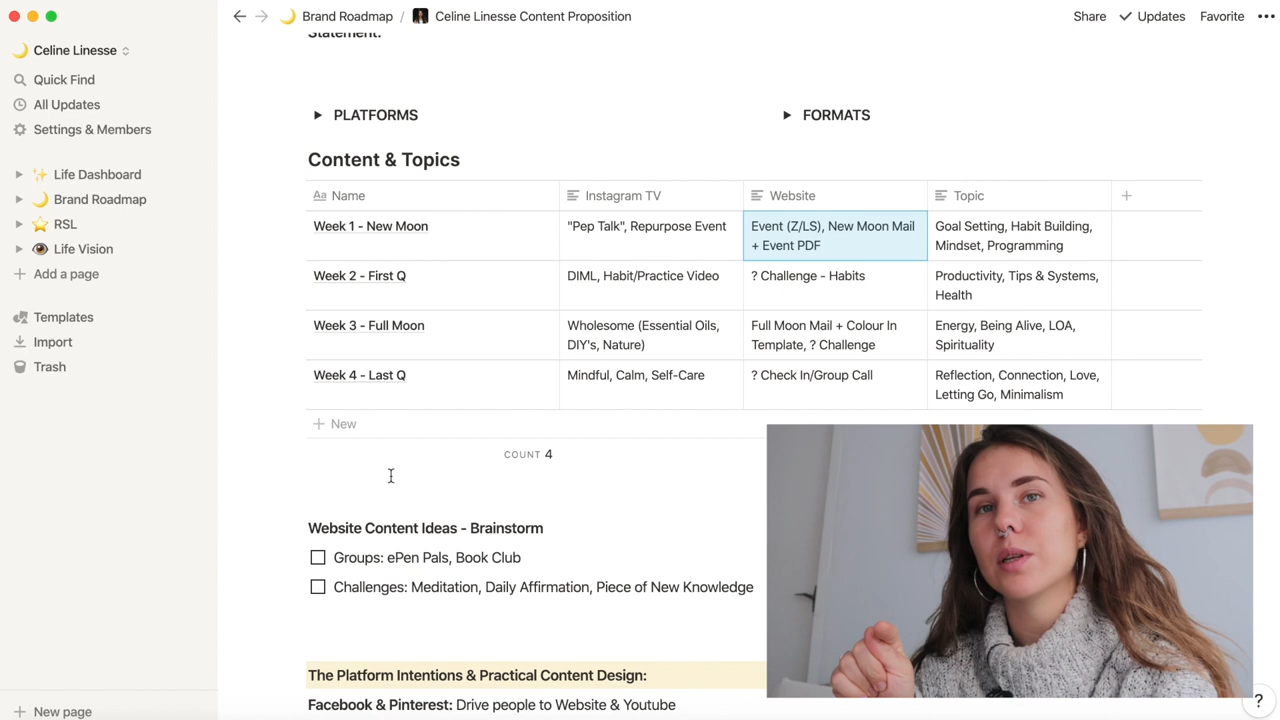 Brand Roadmap / Celine Linesse Content Proposition
Share Updates Favorite
Celine Linesse
Quick Find
All Updates
Settings & Members
Life Dashboard
Brand Roadmap
RSL
Life Vision
Add a page
Templates
Import
Trash
New page
Statement:
PLATFORMS FORMATS
Content & Topics
Aa Name Instagram TV Website Topic
Week 1 - New Moon
"Pep Talk", Repurpose Event
Event (Z/LS), New Moon Mail
+ Event PDF
Goal Setting, Habit Building,
Mindset, Programming
Week 2 - First Q
DIML, Habit/Practice Video
? Challenge - Habits
Productivity, Tips & Systems,
Health
Week 3 - Full Moon
Wholesome (Essential Oils,
DIY's, Nature)
Full Moon Mail + Colour In
Template, ? Challenge
Energy, Being Alive, LOA,
Spirituality
Week 4 - Last Q
Mindful, Calm, Self-Care
? Check In/Group Call
Reflection, Connection, Love,
Letting Go, Minimalism
New
COUNT 4
Website Content Ideas - Brainstorm
Groups: ePen Pals, Book Club
Challenges: Meditation, Daily Affirmation, Piece of New Knowledge
The Platform Intentions & Practical Content Design:
Facebook & Pinterest: Drive people to Website & Youtube
?